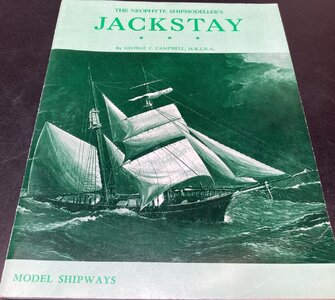 THE NEOPHYTE SHIPMODELLER'S
JACKSTAY
By GEORGE F. CAMPBELL, M.R.I.N.A.
MODEL SHIPWAYS